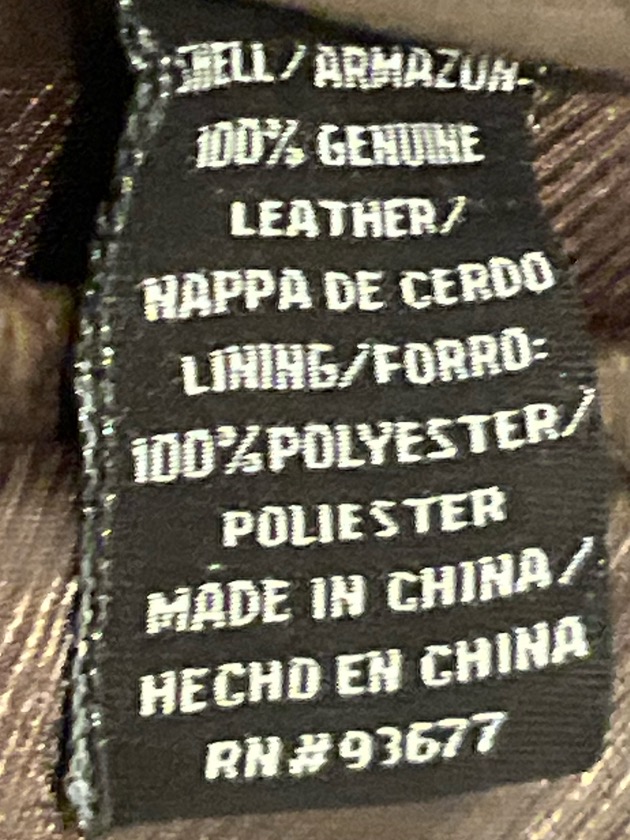 SHELL/ARMAZON-
100% GENUINE
LEATHER/
NAPPA DE CERDO
LINING/FORRO:
100%POLYESTER/
POLIESTER
MADE IN CHINA/
HECHO EN CHINA
RN#93677